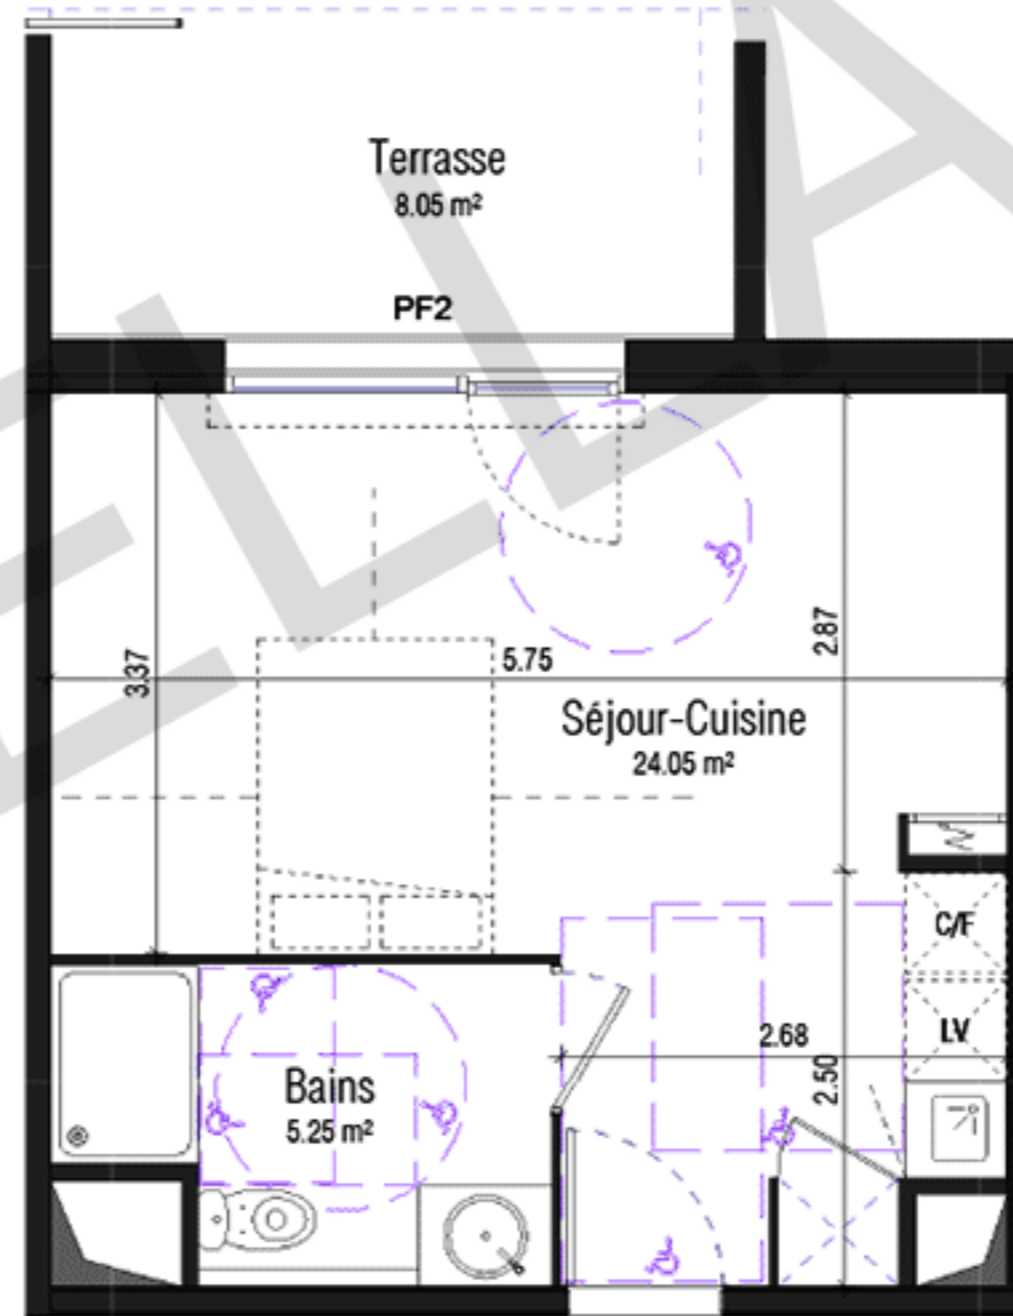 Terrasse
8.05 m²
PF2
2.87
3.37
5.75
Séjour-Cuisine
24.05 m²
C/F
LV
2.68
2.50
Bains
5.25 m²
ELLA